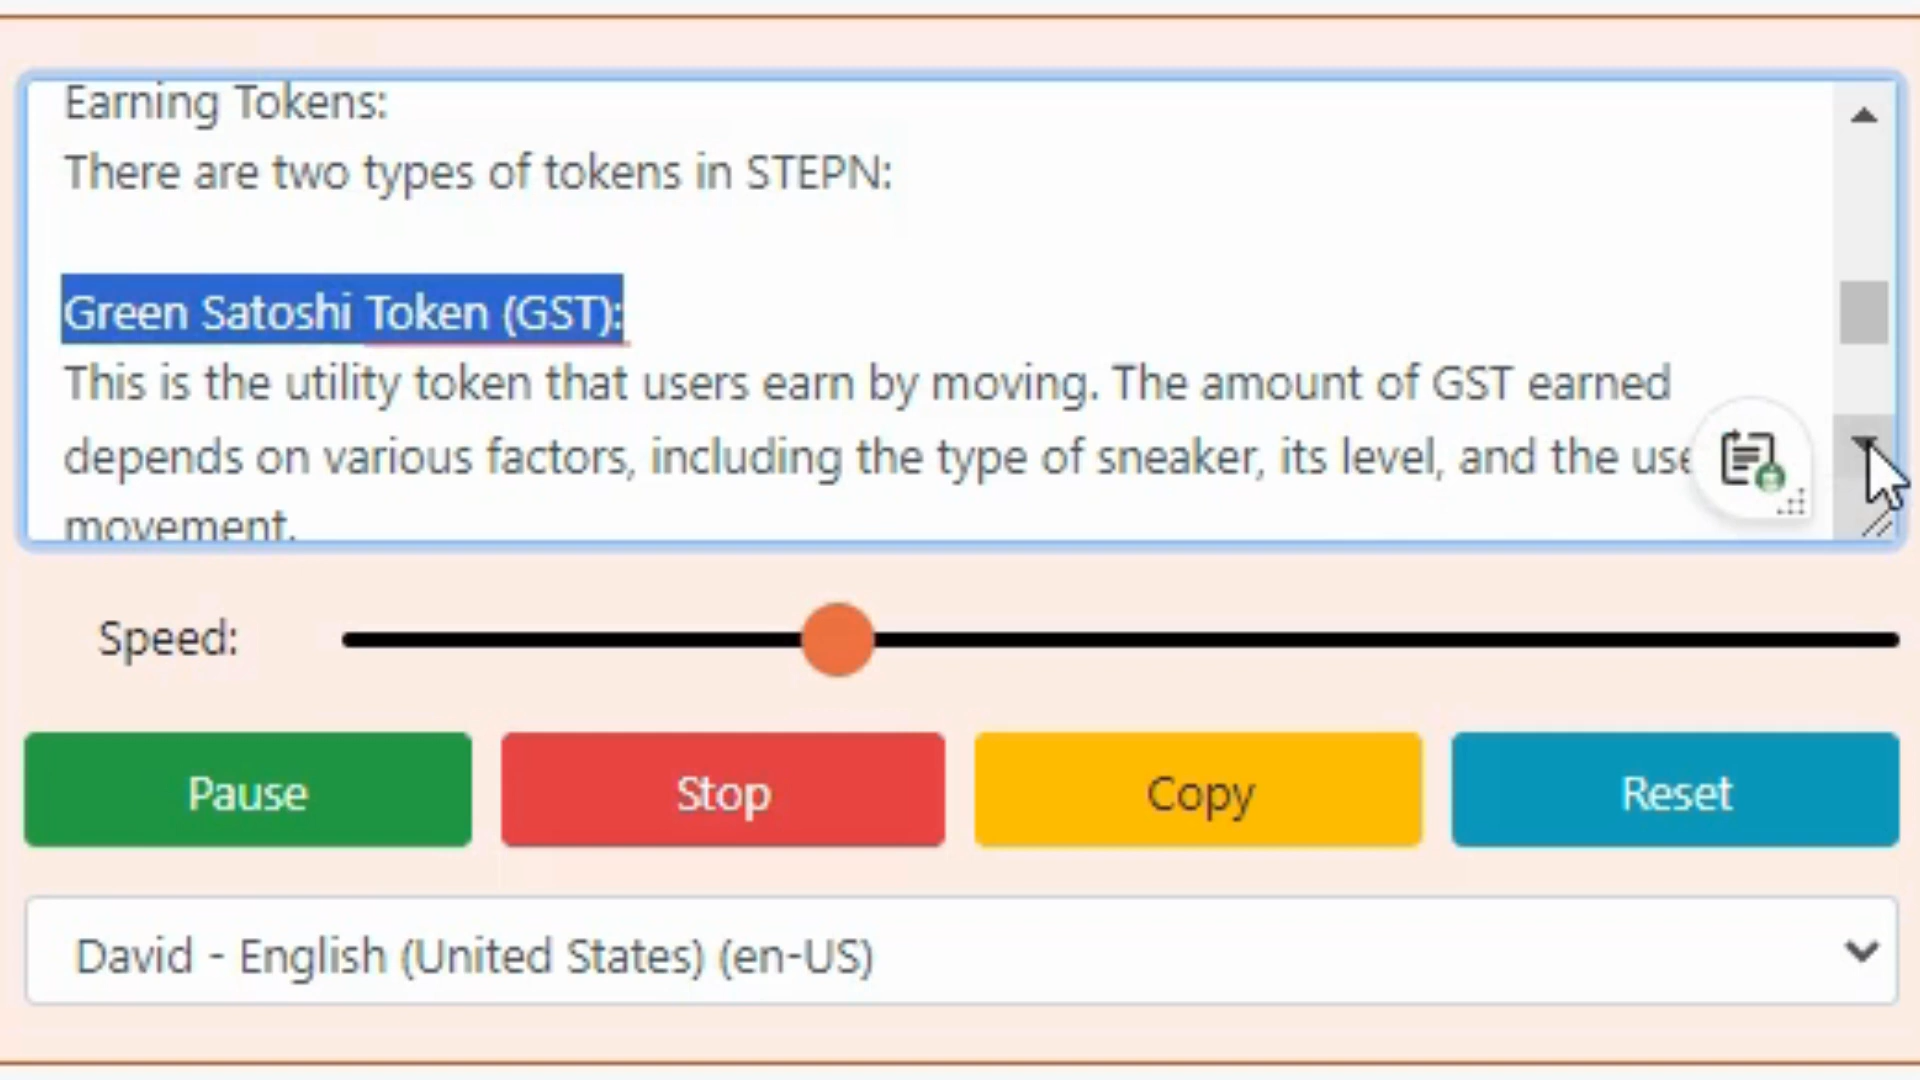 Earning Tokens:
There are two types of tokens in STEPN:
Green Satoshi Token (GST):
This is the utility token that users earn by moving. The amount of GST earned
depends on various factors, including the type of sneaker, its level, and the
movement.
Speed:
Pause Stop Copy Reset
David - English (United States) (en-US)